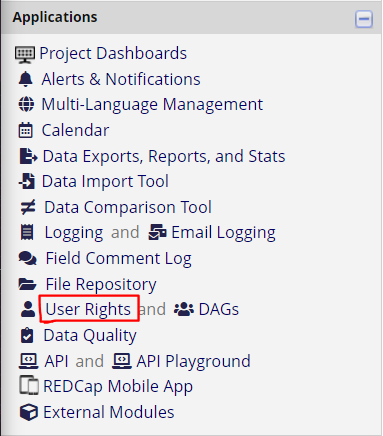 Applications
Project Dashboards
Alerts & Notifications
Multi-Language Management
Calendar
Data Exports, Reports, and Stats
Data Import Tool
Data Comparison Tool
Logging and Email Logging
Field Comment Log
File Repository
User Rights and DAGs
Data Quality
API and API Playground
REDCap Mobile App
External Modules